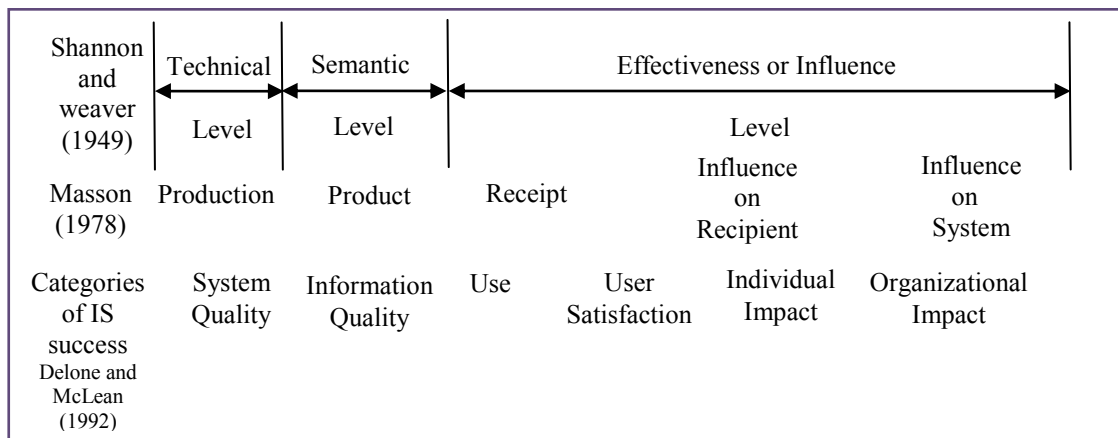 Shannon
and
weaver
(1949)
Technical
Level
Semantic
Level
Effectiveness or Influence
Level
Masson
(1978)
Production
Product
Receipt
Influence
on
Recipient
Influence
on
System
Categories
of IS
success
Delone and
McLean
(1992)
System
Quality
Information
Quality
Use
User
Satisfaction
Individual
Impact
Organizational
Impact